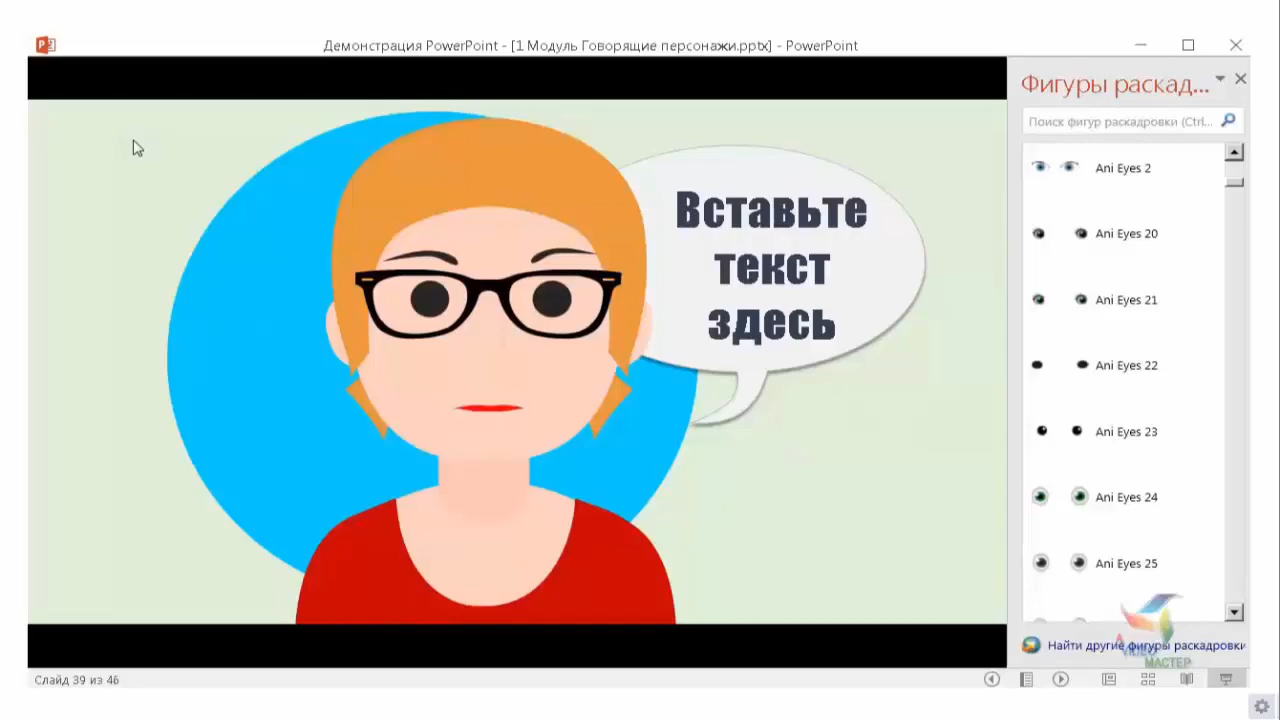 Демонстрация PowerPoint - [1 Модуль Говорящие персонажи.pptx] - PowerPoint
Фигуры раскад...
Поиск фигур раскадровки (Ctrl...
Вставьте
текст
здесь
Ani Eyes 2
Ani Eyes 20
Ani Eyes 21
Ani Eyes 22
Ani Eyes 23
Ani Eyes 24
Ani Eyes 25
Найти другие фигуры раскадровки
ВИДЕО
МАСТЕР
Слайд 39 из 46